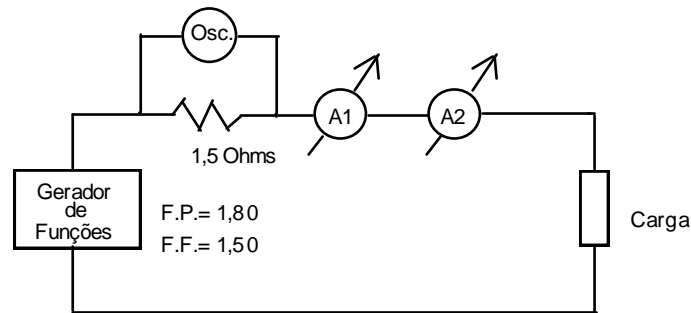 Osc.
A1
A2
1,5 Ohms
Gerador
de
Funções
F.P.= 1,80
F.F.= 1,50
Carga